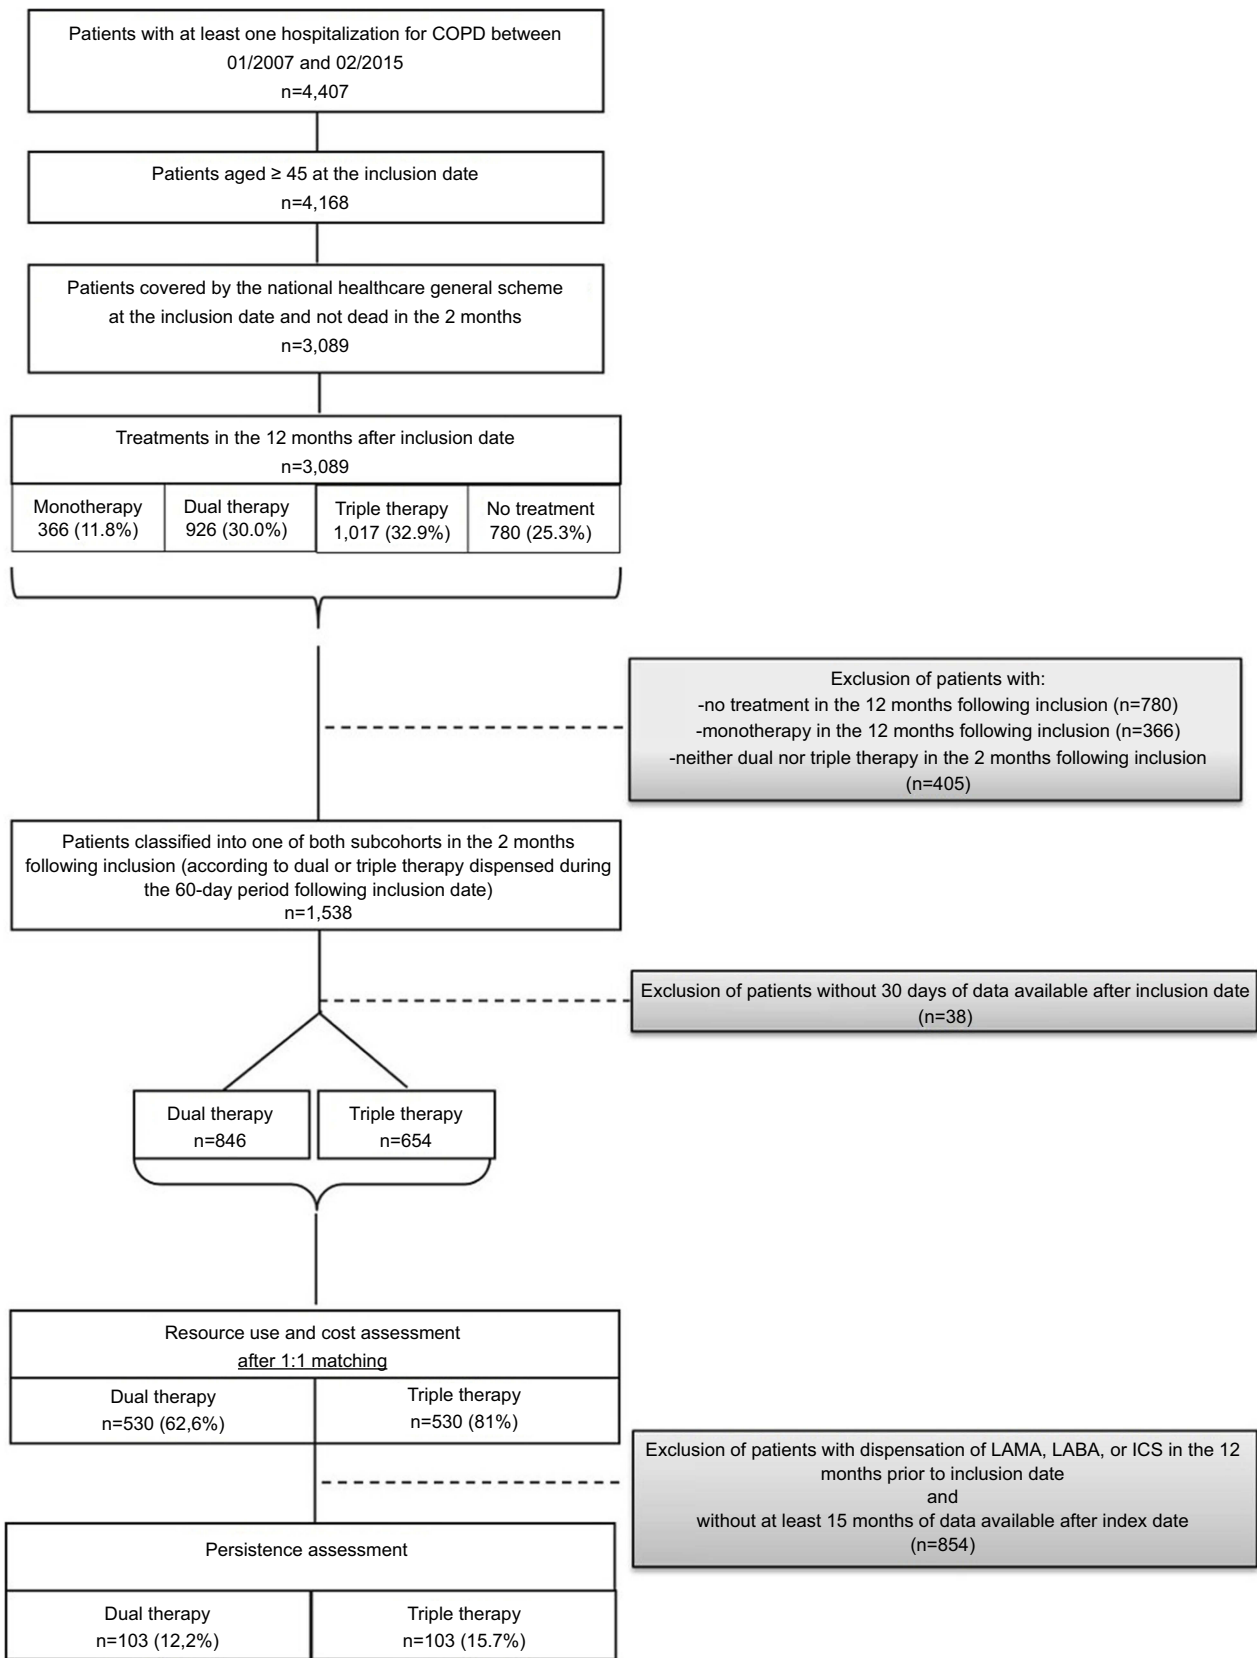 Patients with at least one hospitalization for COPD between
01/2007 and 02/2015
n=4,407
Patients aged ≥ 45 at the inclusion date
n=4,168
Patients covered by the national healthcare general scheme
at the inclusion date and not dead in the 2 months
n=3,089
Treatments in the 12 months after inclusion date
n=3,089
Monotherapy
366 (11.8%)
Dual therapy
926 (30.0%)
Triple therapy
1,017 (32.9%)
No treatment
780 (25.3%)
Exclusion of patients with:
-no treatment in the 12 months following inclusion (n=780)
-monotherapy in the 12 months following inclusion (n=366)
-neither dual nor triple therapy in the 2 months following inclusion
(n=405)
Patients classified into one of both subcohorts in the 2 months
following inclusion (according to dual or triple therapy dispensed during
the 60-day period following inclusion date)
n=1,538
Exclusion of patients without 30 days of data available after inclusion date
(n=38)
Dual therapy
n=846
Triple therapy
n=654
Resource use and cost assessment
after 1:1 matching
Dual therapy
n=530 (62,6%)
Triple therapy
n=530 (81%)
Exclusion of patients with dispensation of LAMA, LABA, or ICS in the 12
months prior to inclusion date
and
without at least 15 months of data available after index date
(n=854)
Persistence assessment
Dual therapy
n=103 (12,2%)
Triple therapy
n=103 (15.7%)